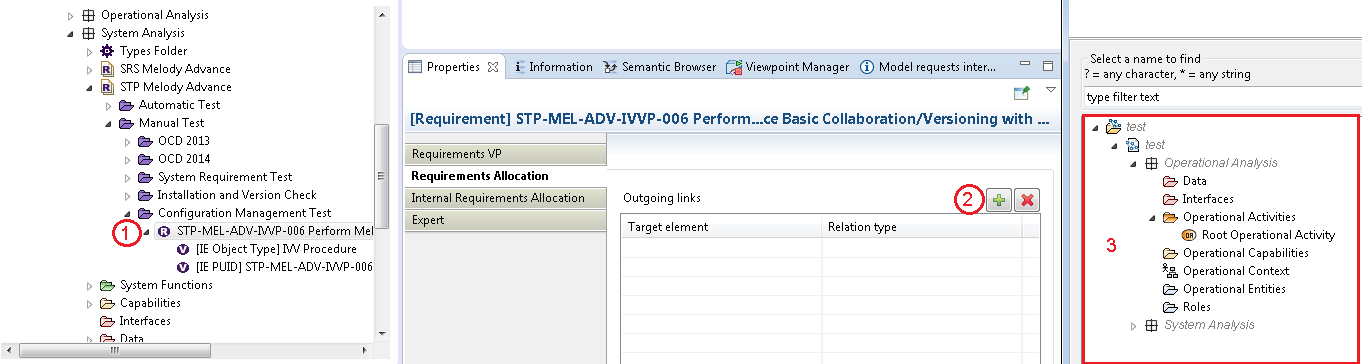 Operational Analysis
System Analysis
Types Folder
SRS Melody Advance
STP Melody Advance
Automatic Test
Manual Test
OCD 2013
OCD 2014
System Requirement Test
Installation and Version Check
Configuration Management Test
1
R STP-MEL-ADV-IVVP-006 Perform Mel
V [IE Object Type] IVV Procedure
V [IE PUID] STP-MEL-ADV-IVVP-006
System Functions
Capabilities
Interfaces
Data
Properties Information Semantic Browser Viewpoint Manager Model requests inter...
[Requirement] STP-MEL-ADV-IVVP-006 Perform...ce Basic Collaboration/Versioning with ...
Requirements VP
Requirements Allocation
Internal Requirements Allocation
Expert
Outgoing links
2
Target element Relation type
Select a name to find
? = any character, * = any string
type filter text
test
test
Operational Analysis
Data
Interfaces
Operational Activities
OA Root Operational Activity
3
Operational Capabilities
Operational Context
Operational Entities
Roles
System Analysis